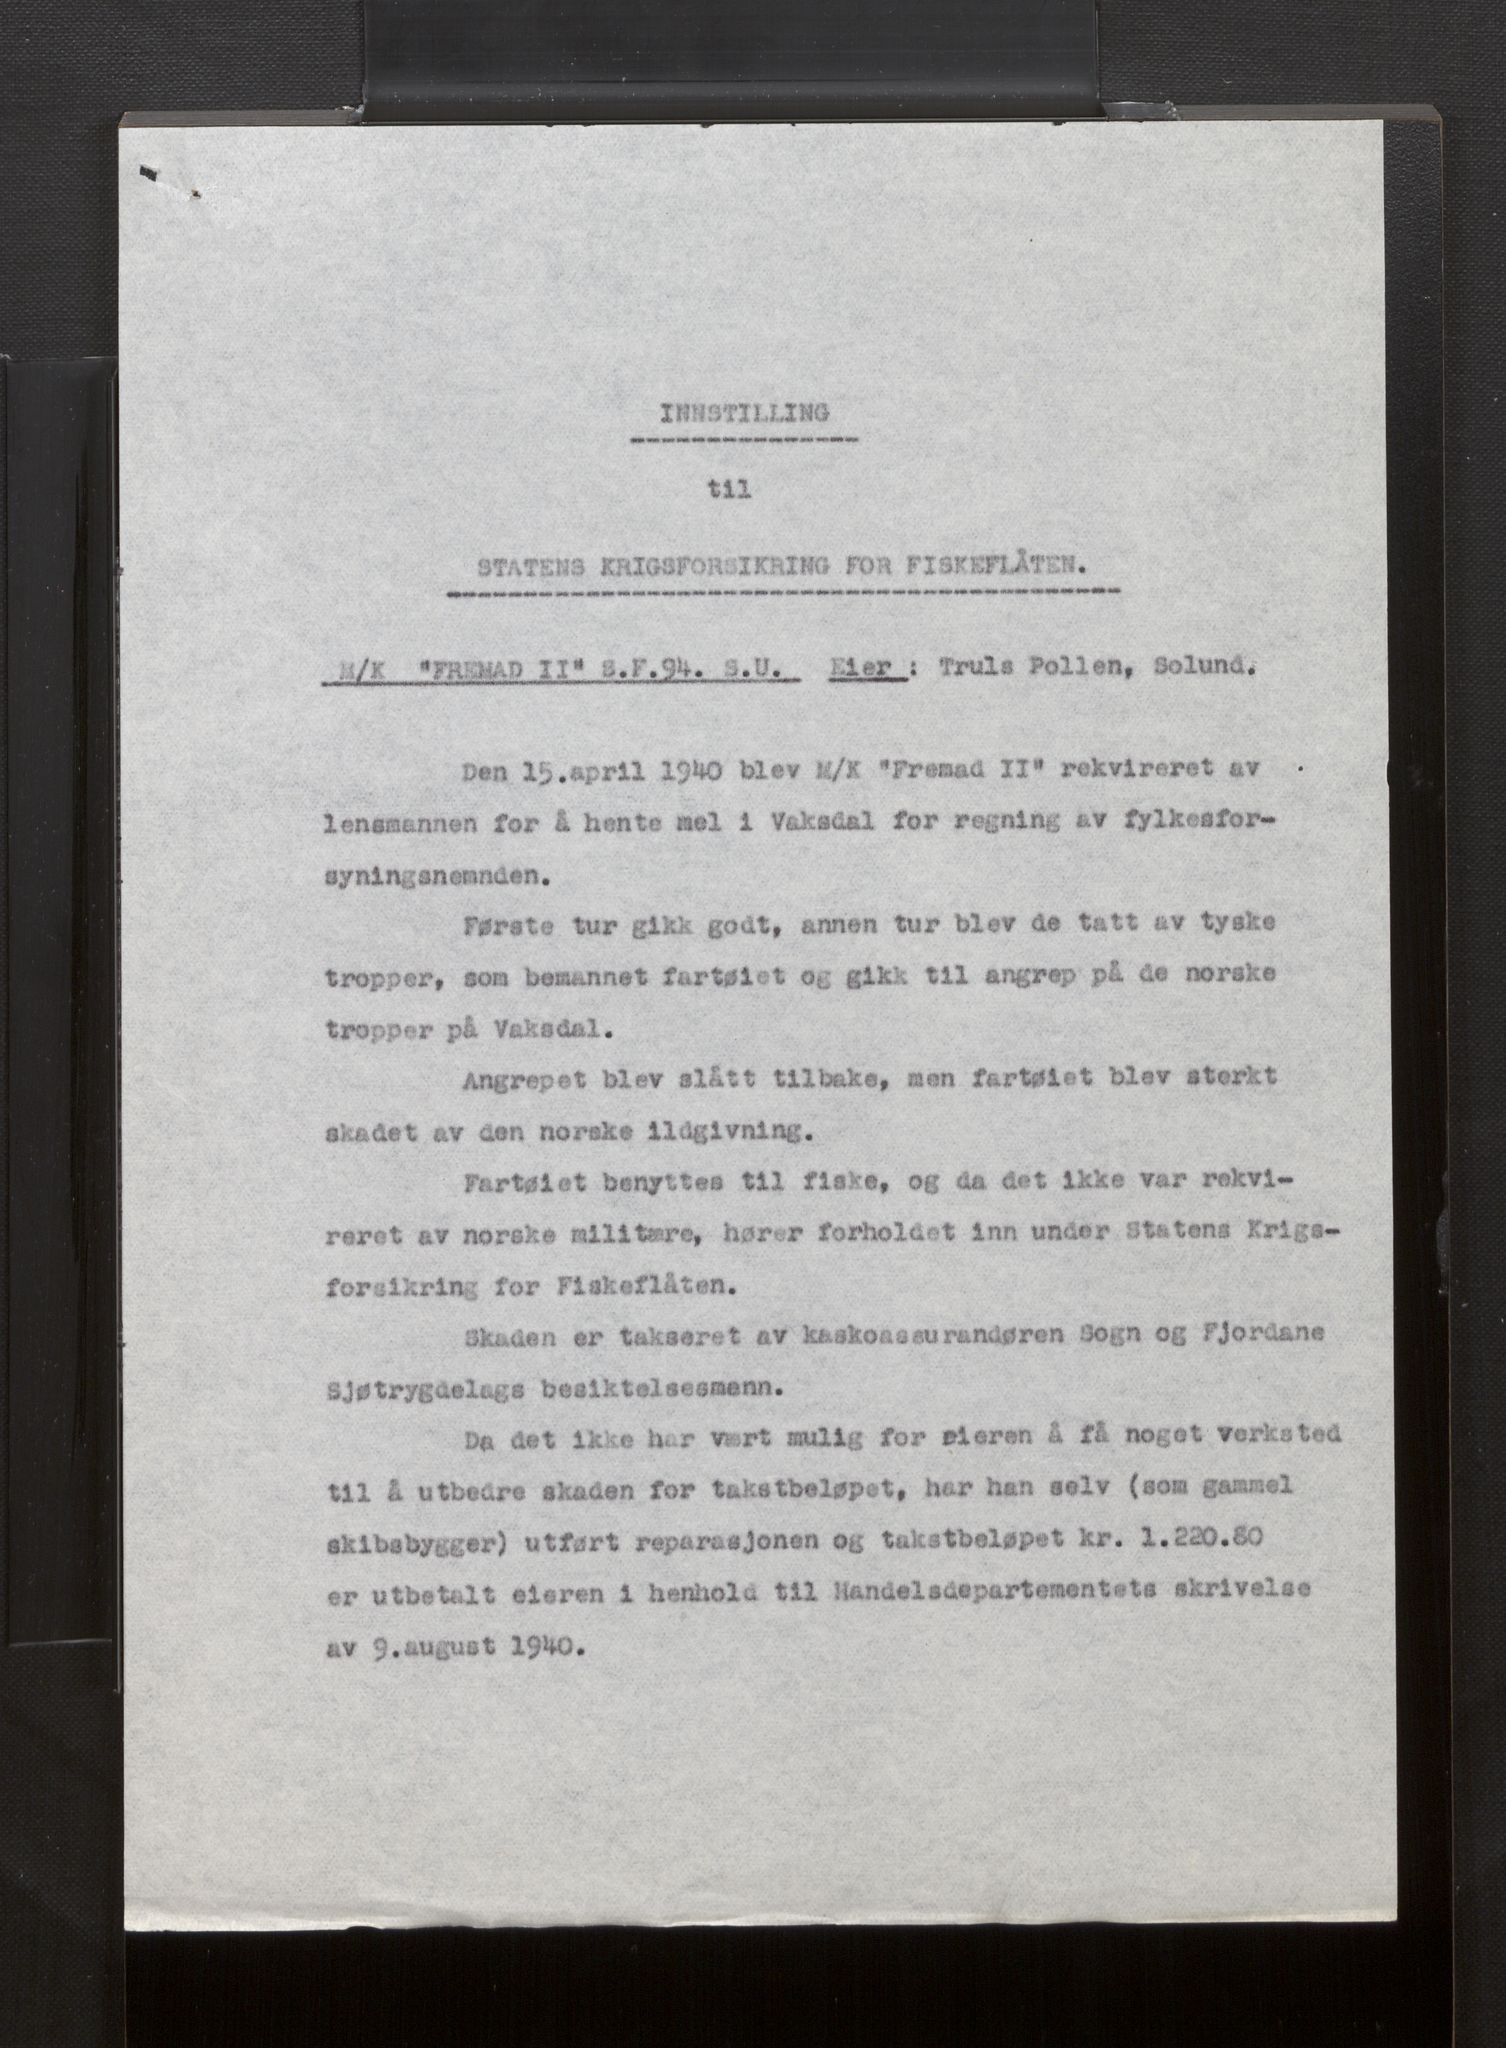 INNSTILLING
til
STATENS KRIGSFORSIKRING FOR FISKEFLÅTEN.
M/K "FREMAD II" S.F.94. S.U. Eier : Truls Pollen, Solund.
Den 15.april 1940 blev M/K "Fremad II" rekvireret av
lensmannen for å hente mel i Vaksdal for regning av fylkesfor-
syningsnemnden.
Første tur gikk godt, annen tur blev de tatt av tyske
tropper, som bemannet fartøiet og gikk til angrep på de norske
tropper på Vaksdal.
Angrepet blev slått tilbake, men fartøiet blev sterkt
skadet av den norske ildgivning.
Fartøiet benyttes til fiske, og da det ikke var rekvi-
reret av norske militære, hører forholdet inn under Statens Krigs-
forsikring for Fiskeflåten.
Skaden er takseret av kaskoassurandøren Sogn og Fjordane
Sjøtrygdelags besiktelsesmenn.
Da det ikke har vært mulig for eieren å få noget verksted
til å utbedre skaden for takstbeløpet, har han selv (som gammel
skibsbygger) utført reparasjonen og takstbeløpet kr. 1.220.80
er utbetalt eieren i henhold til Handelsdepartementets skrivelse
av 9.august 1940.